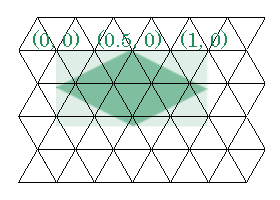 (0, 0) (0.5, 0) (1, 0)